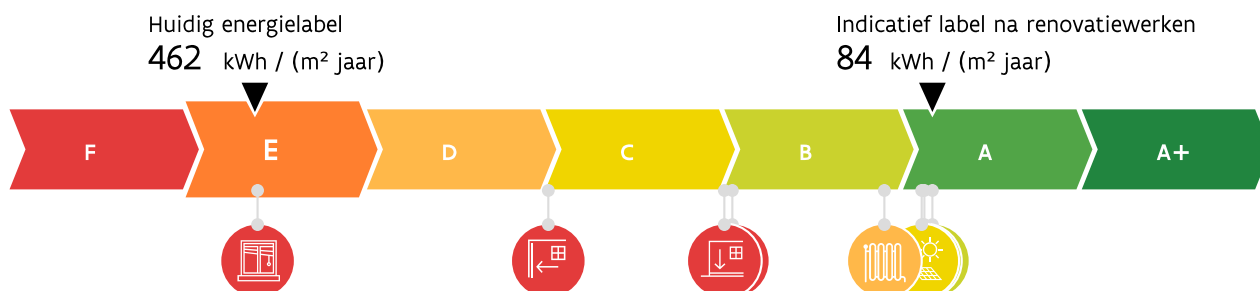 Huidig energielabel
462 kWh / (m² jaar)
Indicatief label na renovatiewerken
84 kWh / (m² jaar)
F E D C B A A+